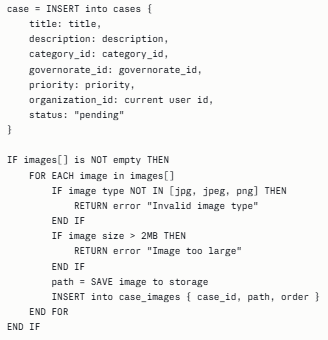 case = INSERT into cases {
    title: title,
    description: description,
    category_id: category_id,
    governorate_id: governorate_id,
    priority: priority,
    organization_id: current user id,
    status: "pending"
}

IF images[] is NOT empty THEN
    FOR EACH image in images[]
        IF image type NOT IN [jpg, jpeg, png] THEN
            RETURN error "Invalid image type"
        END IF
        IF image size > 2MB THEN
            RETURN error "Image too large"
        END IF
        path = SAVE image to storage
        INSERT into case_images { case_id, path, order }
    END FOR
END IF